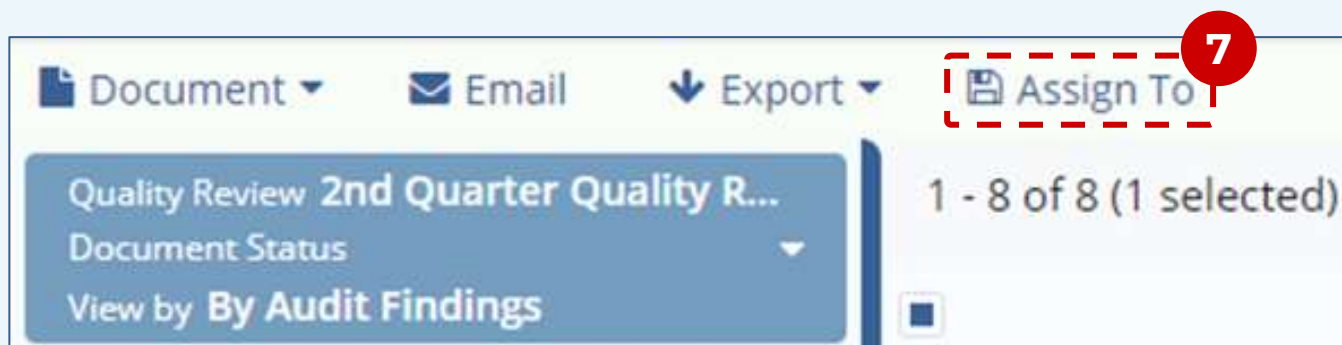 7
Document Email Export Assign To
Quality Review 2nd Quarter Quality R...
Document Status
View by By Audit Findings
1 - 8 of 8 (1 selected)